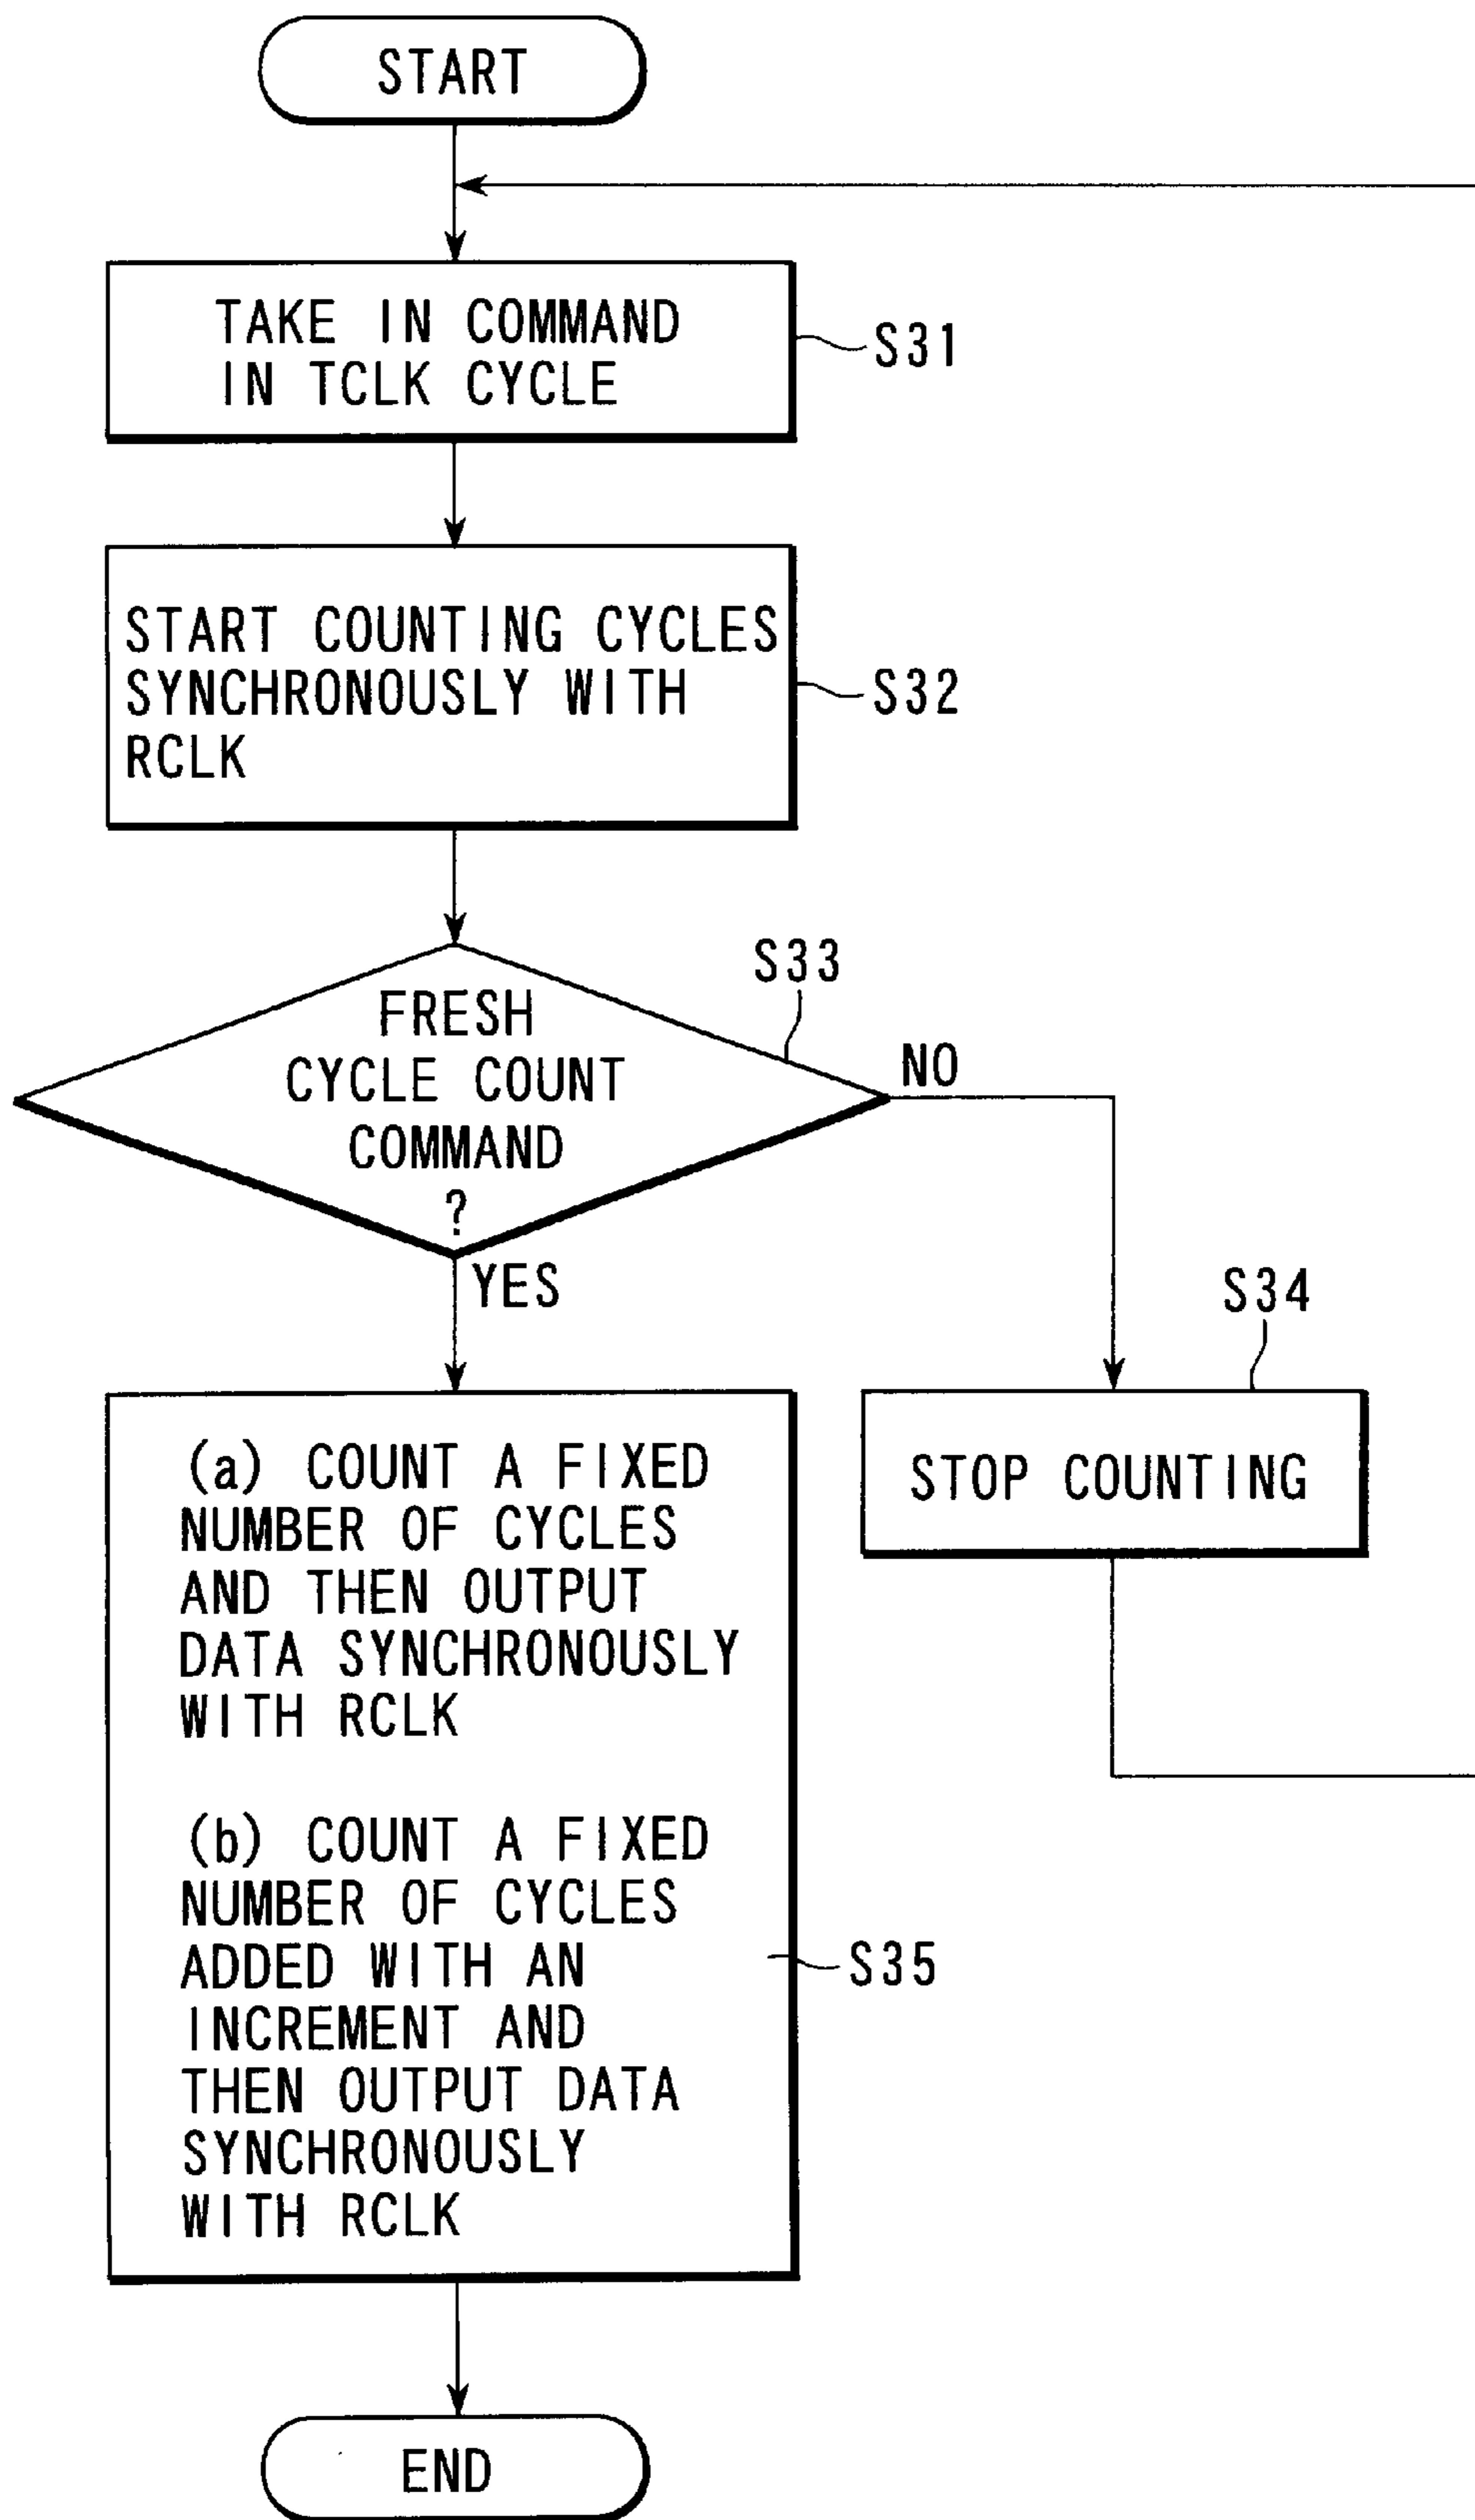 START
TAKE IN COMMAND
IN TCLK CYCLE
S31
START COUNTING CYCLES
SYNCHRONOUSLY WITH
RCLK
S32
S33
FRESH
CYCLE COUNT
COMMAND
?
NO
YES
S34
STOP COUNTING
(a) COUNT A FIXED
NUMBER OF CYCLES
AND THEN OUTPUT
DATA SYNCHRONOUSLY
WITH RCLK
(b) COUNT A FIXED
NUMBER OF CYCLES
ADDED WITH AN
INCREMENT AND
THEN OUTPUT DATA
SYNCHRONOUSLY
WITH RCLK
S35
END